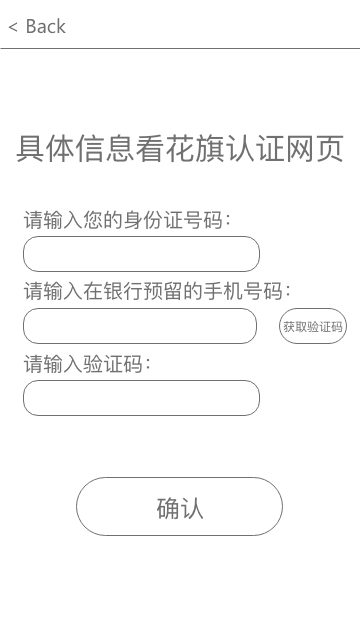 < Back
具体信息看花旗认证网页
请输入您的身份证号码：
请输入在银行预留的手机号码：
获取验证码
请输入验证码：
确认